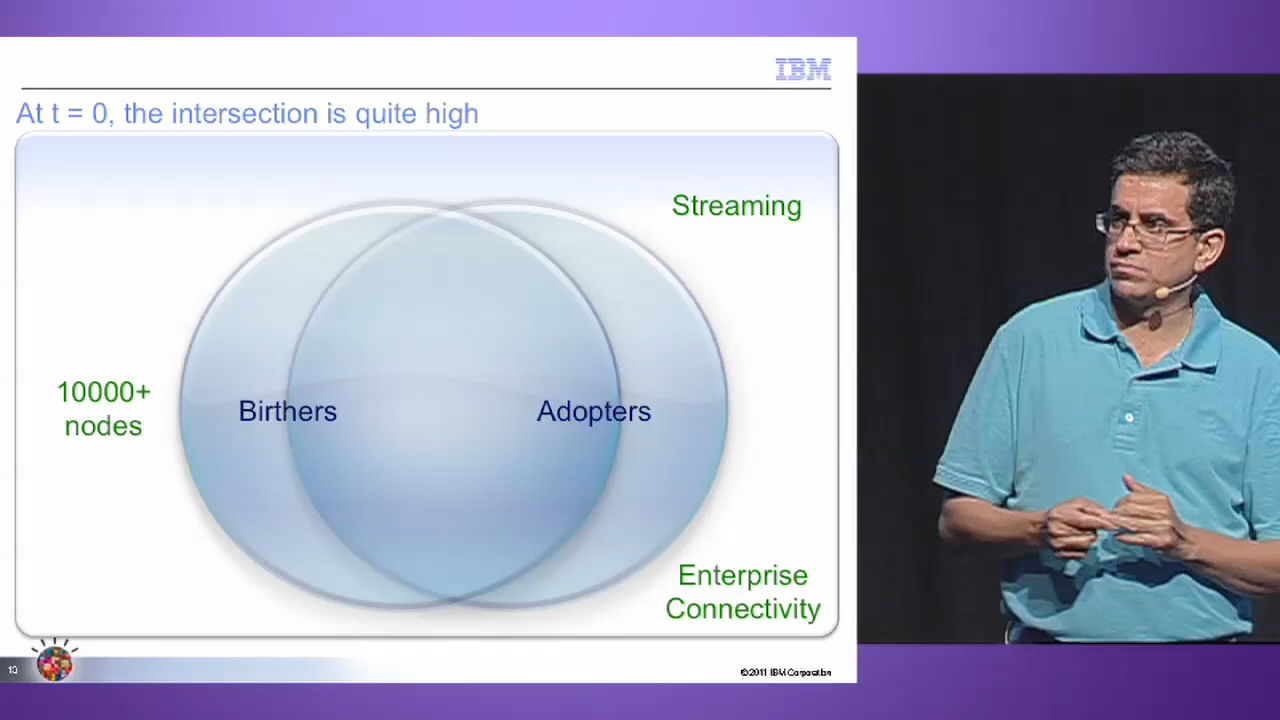 IBM
At t = 0, the intersection is quite high
Streaming
10000+
nodes
Birthers
Adopters
Enterprise
Connectivity
13
©2011 IBM Corporation